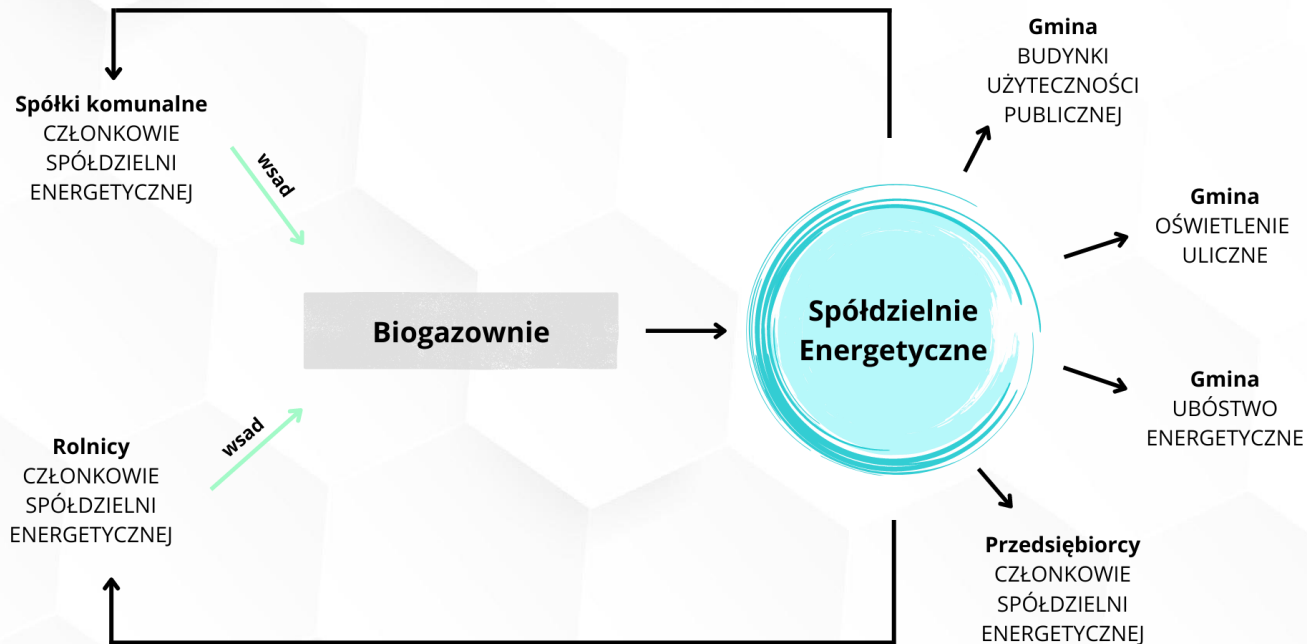 Spółki komunalne
CZŁONKOWIE
SPÓŁDZIELNI
ENERGETYCZNEJ
wsad
Rolnicy
CZŁONKOWIE
SPÓŁDZIELNI
ENERGETYCZNEJ
wsad
Biogazownie
Spółdzielnie
Energetyczne
Gmina
BUDYNKI
UŻYTECZNOŚCI
PUBLICZNEJ
Gmina
OŚWIETLENIE
ULICZNE
Gmina
UBÓSTWO
ENERGETYCZNE
Przedsiębiorcy
CZŁONKOWIE
SPÓŁDZIELNI
ENERGETYCZNEJ